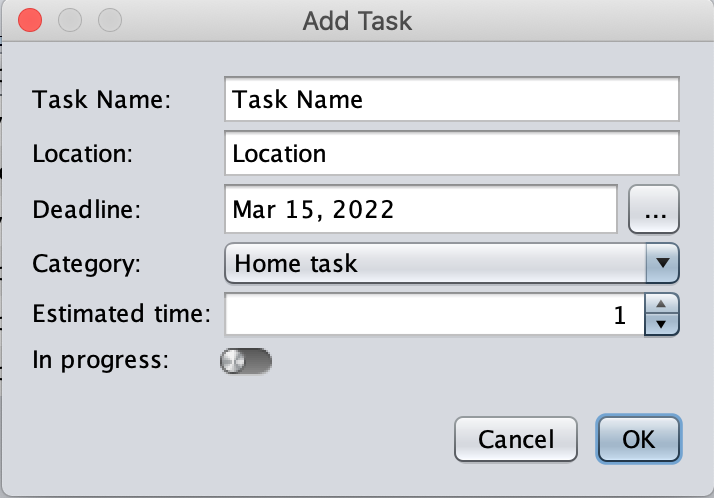 Add Task
Task Name: Task Name
Location: Location
Deadline: Mar 15, 2022 ...
Category: Home task
Estimated time: 1
In progress:
Cancel OK